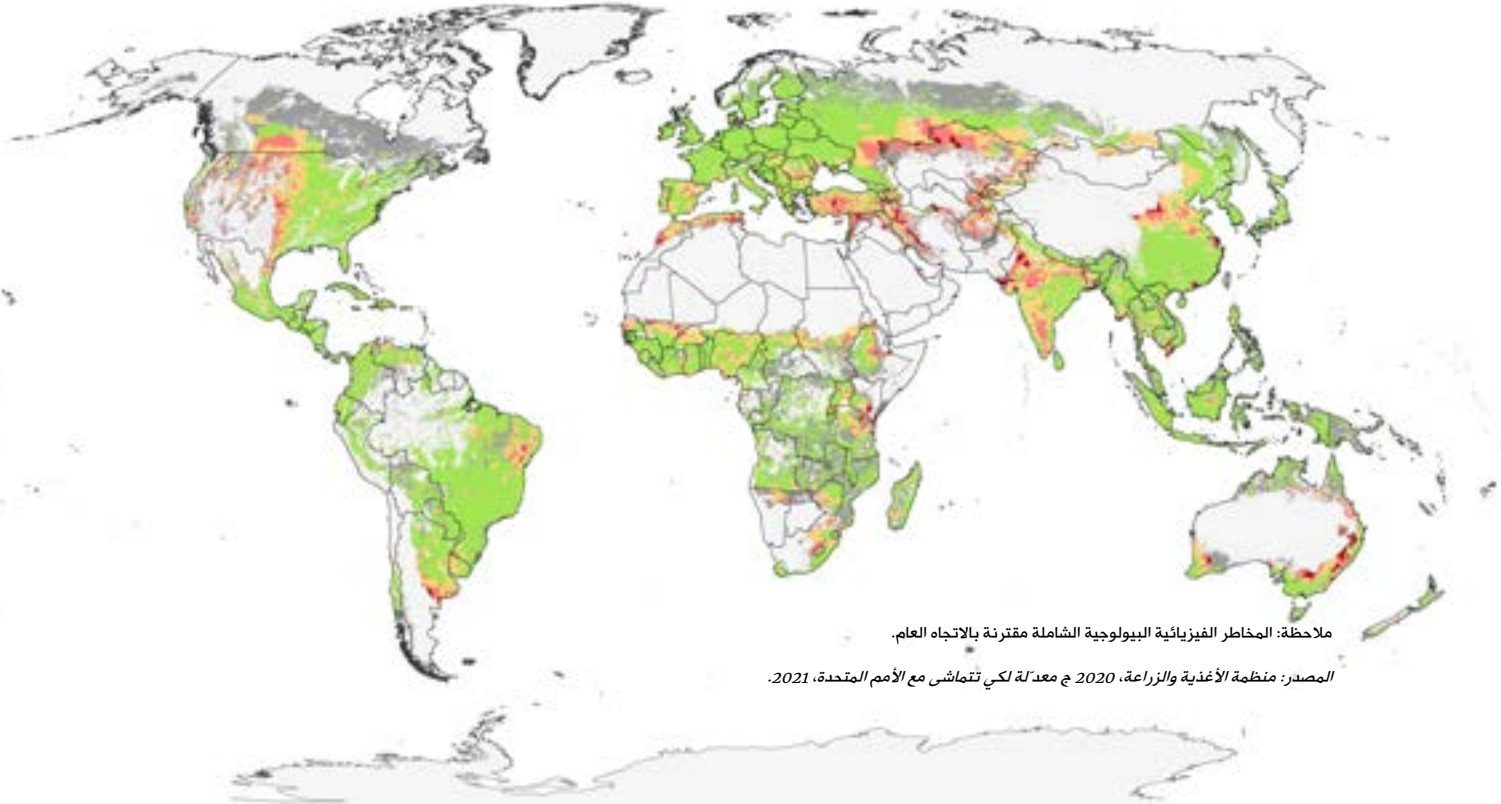 ملاحظة: المخاطر الفيزيائية البيولوجية الشاملة مقترنة بالاتجاه العام.
المصدر: منظمة الأغذية والزراعة، 2020 ج معدّلة لكي تتماشى مع الأمم المتحدة، 2021.